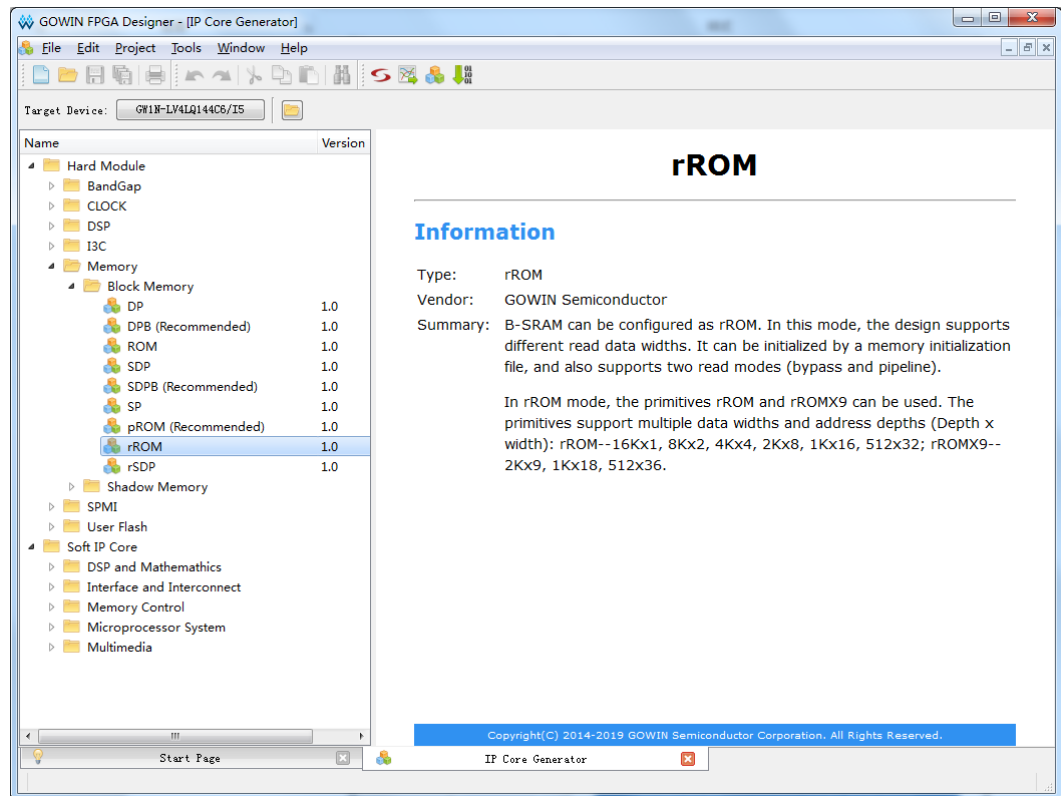 GOWIN FPGA Designer - [IP Core Generator]
File Edit Project Tools Window Help
Target Device: GW1N-LV4LQ144C6/I5
Name Version
Hard Module
BandGap
CLOCK
DSP
I3C
Memory
Block Memory
DP 1.0
DPB (Recommended) 1.0
ROM 1.0
SDP 1.0
SDPB (Recommended) 1.0
SP 1.0
pROM (Recommended) 1.0
rROM 1.0
rSDP 1.0
Shadow Memory
SPMI
User Flash
Soft IP Core
DSP and Mathemathics
Interface and Interconnect
Memory Control
Microprocessor System
Multimedia
rROM
Information
Type: rROM
Vendor: GOWIN Semiconductor
Summary: B-SRAM can be configured as rROM. In this mode, the design supports
different read data widths. It can be initialized by a memory initialization
file, and also supports two read modes (bypass and pipeline).
In rROM mode, the primitives rROM and rROMX9 can be used. The
primitives support multiple data widths and address depths (Depth x
width): rROM--16Kx1, 8Kx2, 4Kx4, 2Kx8, 1Kx16, 512x32; rROMX9--
2Kx9, 1Kx18, 512x36.
Copyright(C) 2014-2019 GOWIN Semiconductor Corporation. All Rights Reserved.
Start Page
IP Core Generator